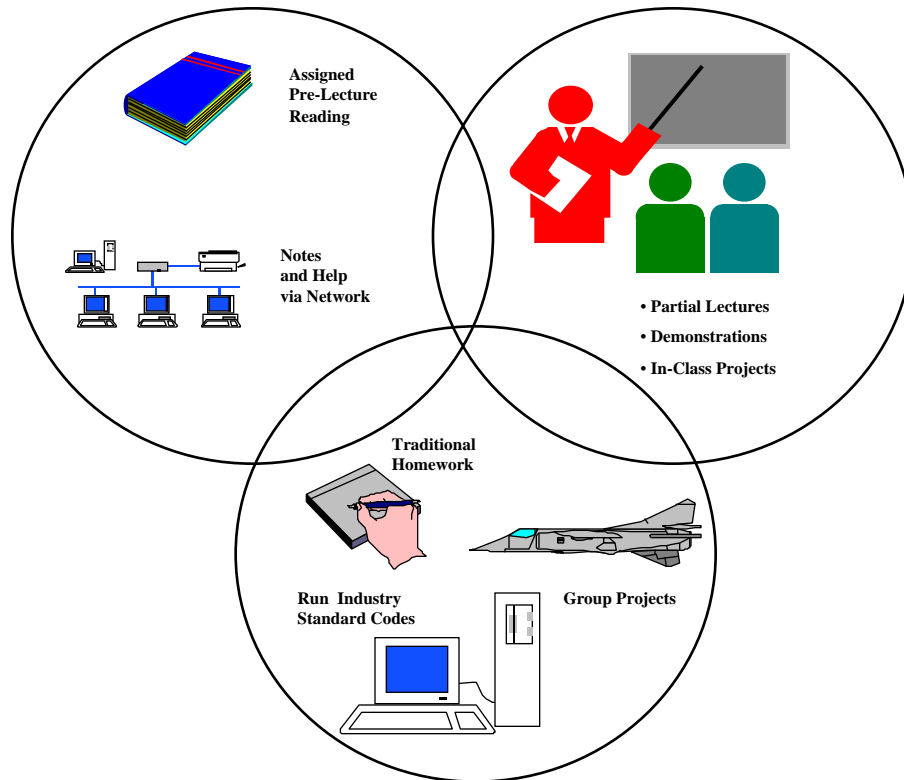 Assigned
Pre-Lecture
Reading
Notes
and Help
via Network
• Partial Lectures
• Demonstrations
• In-Class Projects
Traditional
Homework
Run Industry
Standard Codes
Group Projects